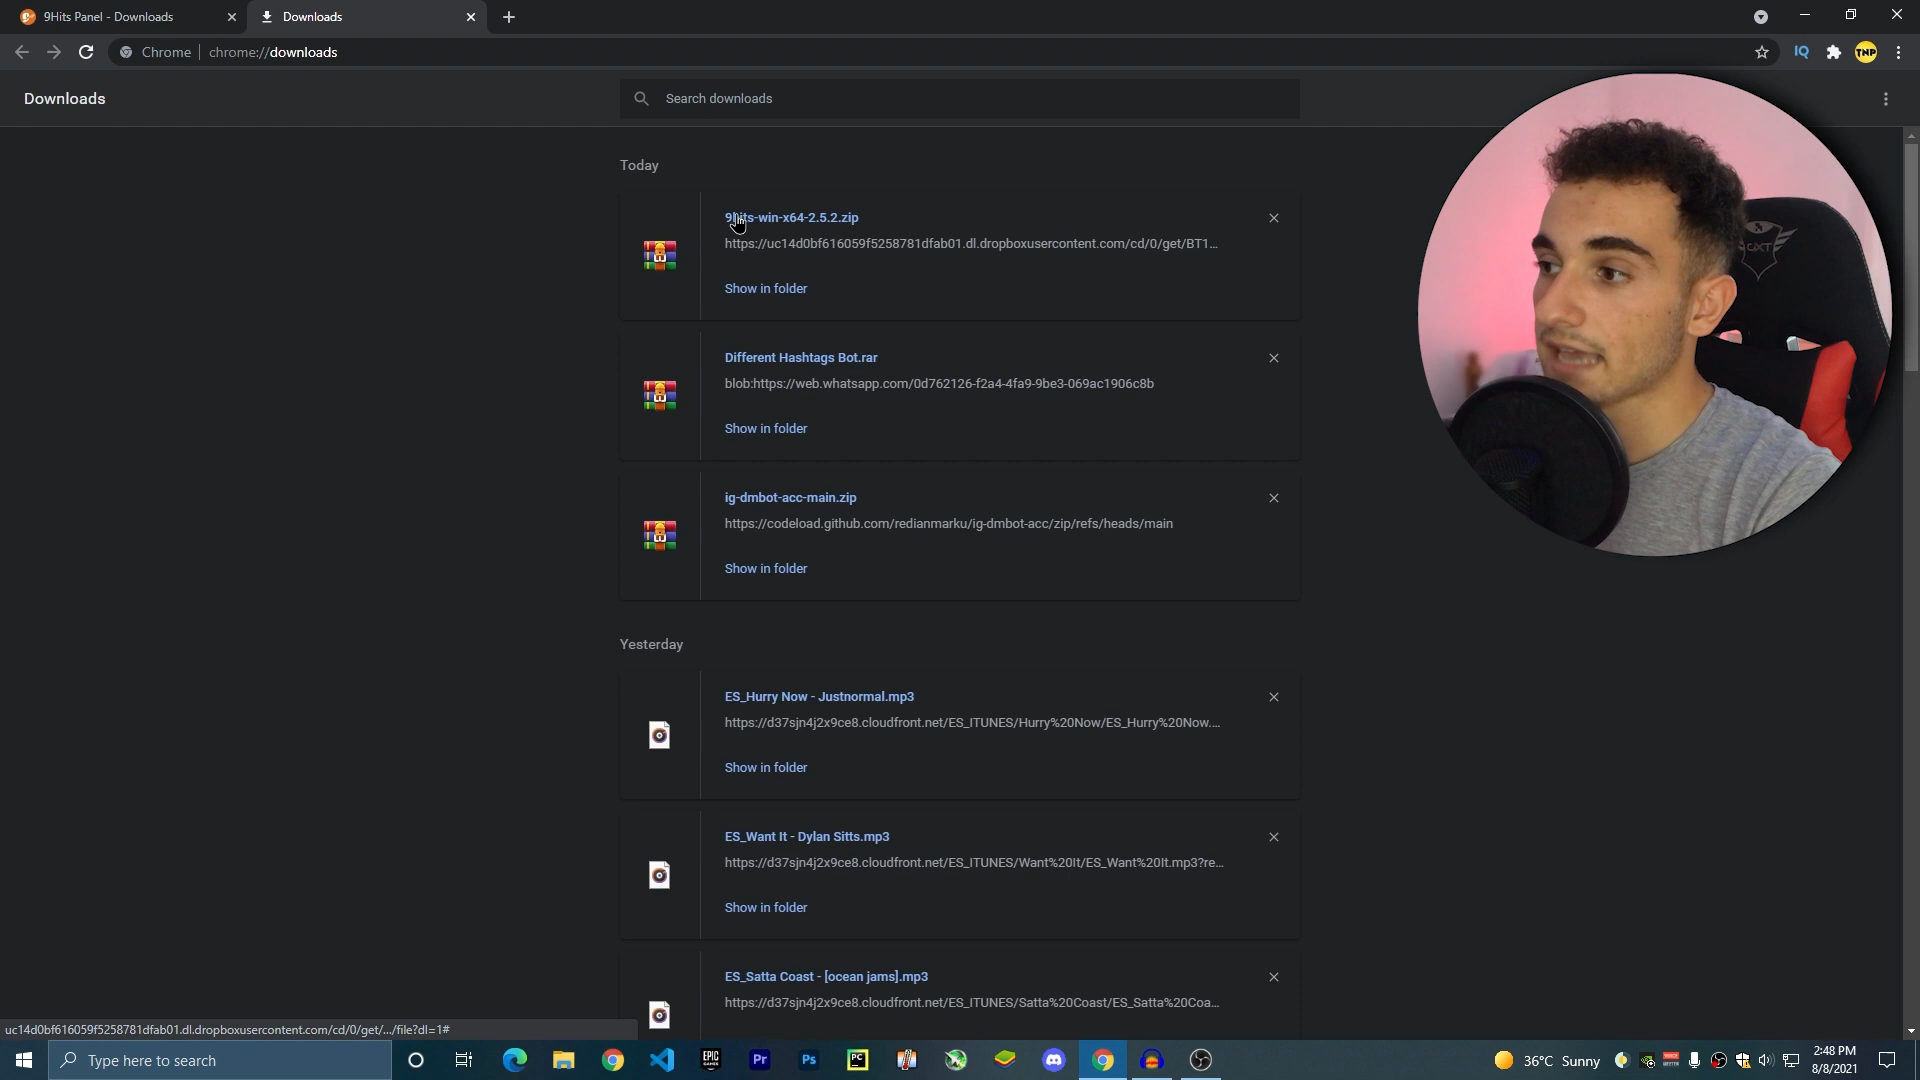 9Hits Panel - Downloads
Downloads
Chrome
chrome://downloads
IQ
TNP
Downloads
Search downloads
Today
9hits-win-x64-2.5.2.zip
https://uc14d0bf616059f5258781dfab01.dl.dropboxusercontent.com/cd/0/get/BT1...
Show in folder
Different Hashtags Bot.rar
blob:https://web.whatsapp.com/0d762126-f2a4-4fa9-9be3-069ac1906c8b
Show in folder
ig-dmbot-acc-main.zip
https://codeload.github.com/redianmarku/ig-dmbot-acc/zip/refs/heads/main
Show in folder
Yesterday
ES_Hurry Now - Justnormal.mp3
https://d37sjn4j2x9ce8.cloudfront.net/ES_ITUNES/Hurry%20Now/ES_Hurry%20Now....
Show in folder
ES_Want It - Dylan Sitts.mp3
https://d37sjn4j2x9ce8.cloudfront.net/ES_ITUNES/Want%20It/ES_Want%20It.mp3?re...
Show in folder
ES_Satta Coast - [ocean jams].mp3
https://d37sjn4j2x9ce8.cloudfront.net/ES_ITUNES/Satta%20Coast/ES_Satta%20Coa...
uc14d0bf616059f5258781dfab01.dl.dropboxusercontent.com/cd/0/get/.../file?dl=1#
Type here to search
EPIC
GAMES
Pr
Ps
PC
36°C Sunny
2:48 PM
8/8/2021